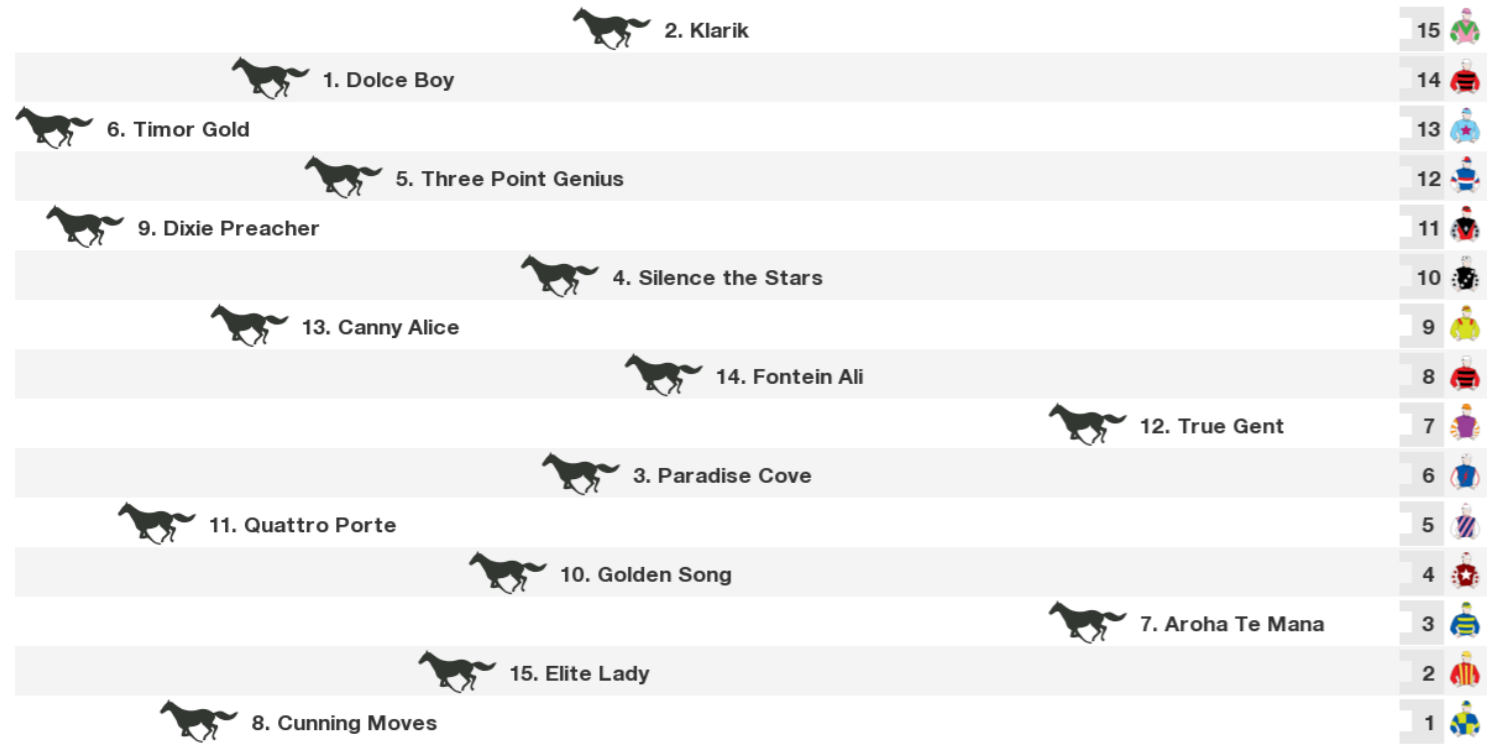 2. Klarik 15
1. Dolce Boy 14
6. Timor Gold 13
5. Three Point Genius 12
9. Dixie Preacher 11
4. Silence the Stars 10
13. Canny Alice 9
14. Fontein Ali 8
12. True Gent 7
3. Paradise Cove 6
11. Quattro Porte 5
10. Golden Song 4
7. Aroha Te Mana 3
15. Elite Lady 2
8. Cunning Moves 1